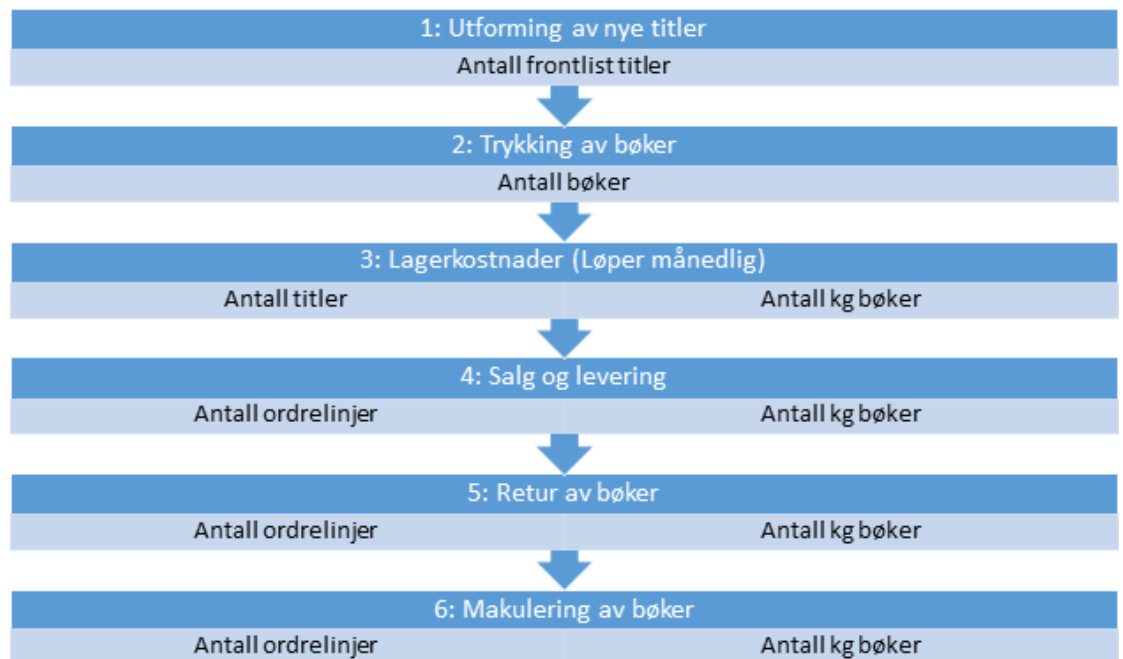 1: Utforming av nye titler
Antall frontlist titler
2: Trykking av bøker
Antall bøker
3: Lagerkostnader (Løper månedlig)
Antall titler
Antall kg bøker
4: Salg og levering
Antall ordrelinjer
Antall kg bøker
5: Retur av bøker
Antall ordrelinjer
Antall kg bøker
6: Makulering av bøker
Antall ordrelinjer
Antall kg bøker